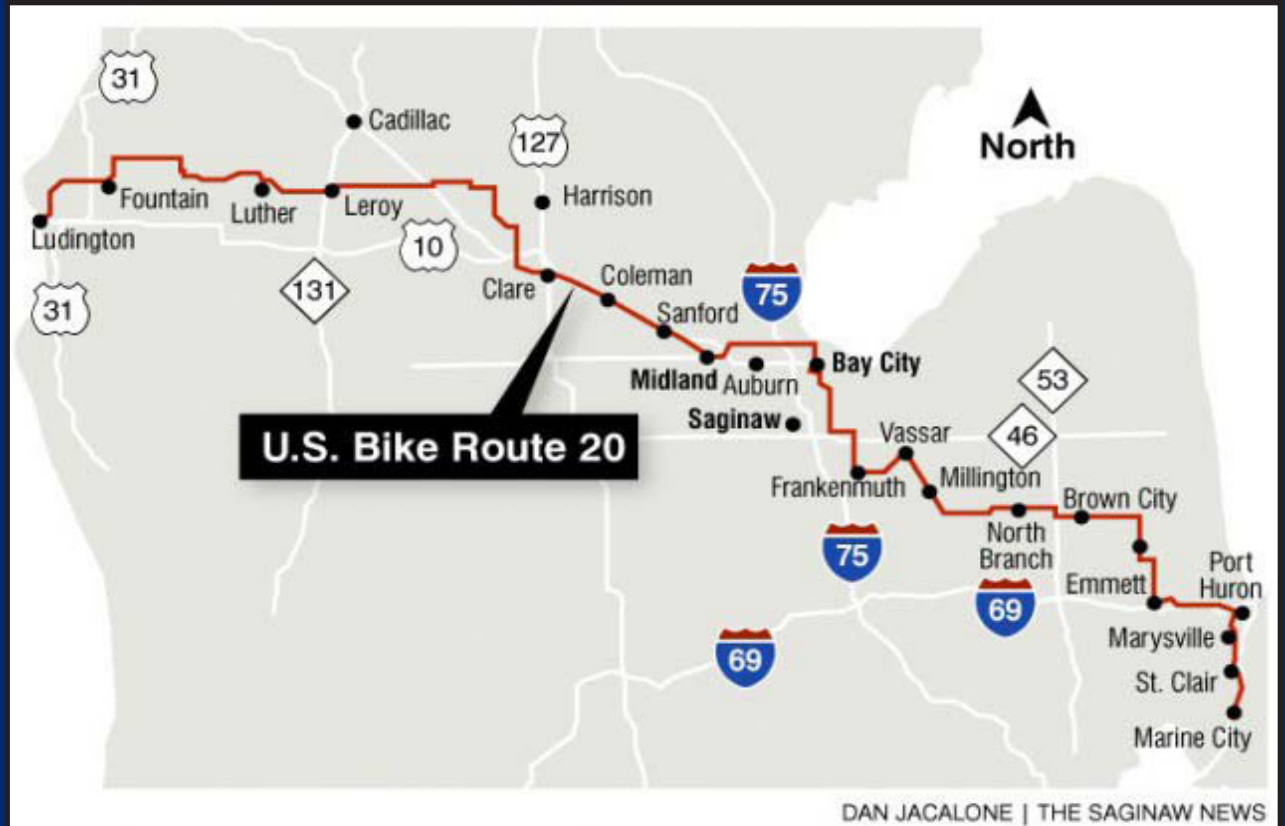 31
Cadillac
127
North
Harrison
Fountain
Luther
Leroy
Ludington
10
Clare
Coleman
75
131
31
Sanford
Midland
Auburn
Bay City
53
Saginaw
46
U.S. Bike Route 20
Vassar
Frankenmuth
Millington
Brown City
North
Branch
75
Port
Huron
Emmett
69
Marysville
69
St. Clair
Marine City
DAN JACALONE | THE SAGINAW NEWS